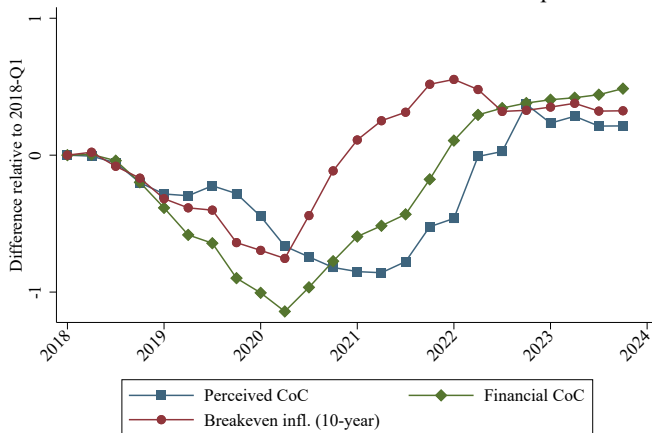 Difference relative to 2018-Q1
1
0
-1
2018
2019
2020
2021
2022
2023
2024
Perceived CoC
Financial CoC
Breakeven infl. (10-year)